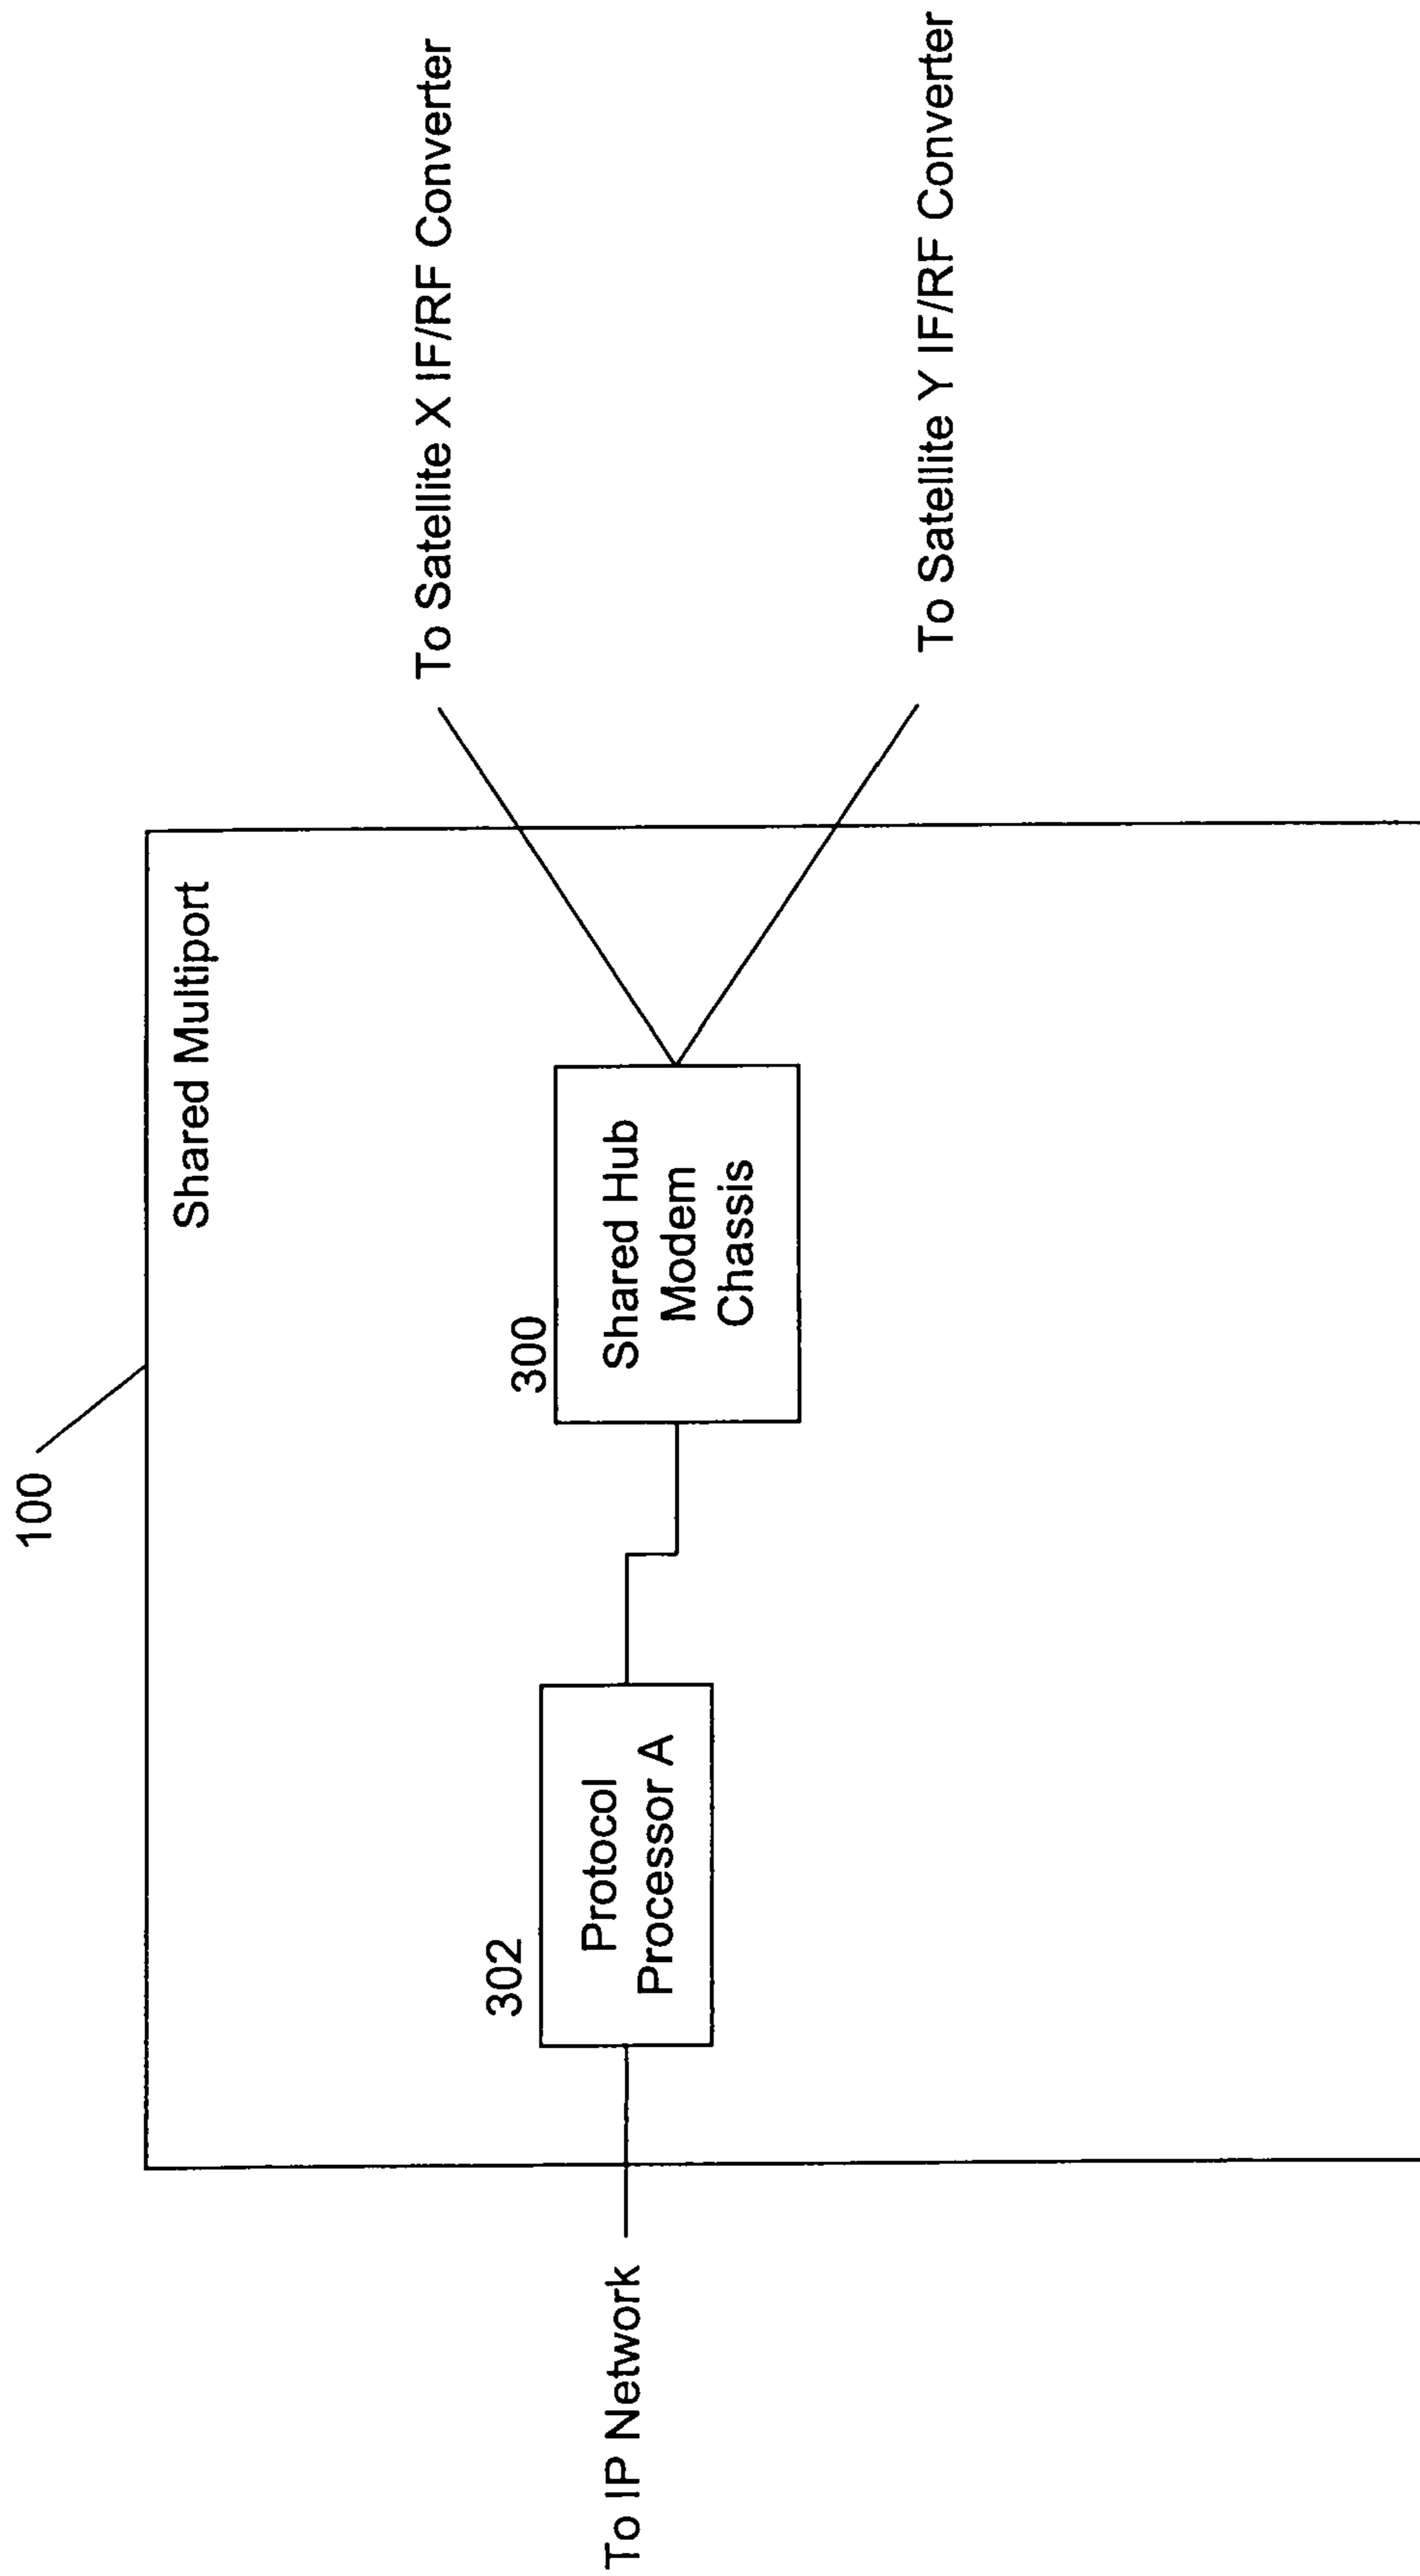 100
Shared Multiport
To Satellite X IF/RF Converter
302
300
Protocol
Processor A
Shared Hub
Modem
Chassis
To IP Network
To Satellite Y IF/RF Converter